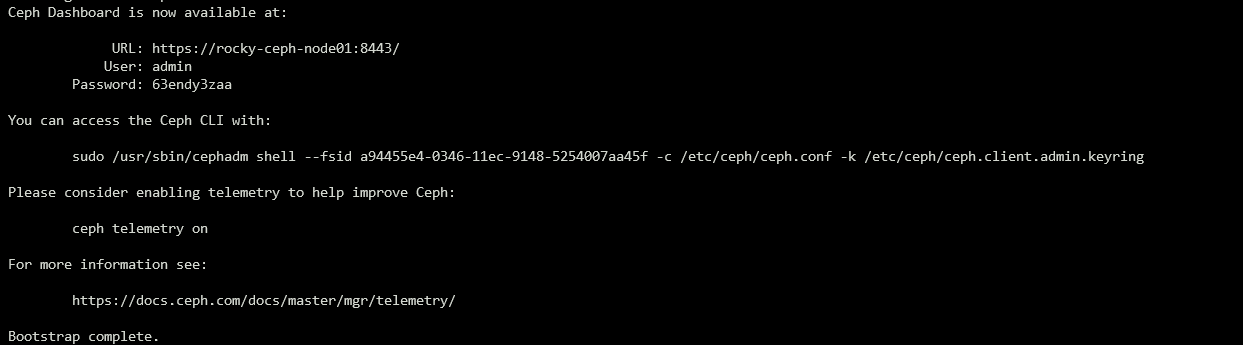 Ceph Dashboard is now available at:
URL: https://rocky-ceph-node01:8443/
User: admin
Password: 63endy3zaa
You can access the Ceph CLI with:
sudo /usr/sbin/cephadm shell --fsid a94455e4-0346-11ec-9148-5254007aa45f -c /etc/ceph/ceph.conf -k /etc/ceph/ceph.client.admin.keyring
Please consider enabling telemetry to help improve Ceph:
ceph telemetry on
For more information see:
https://docs.ceph.com/docs/master/mgr/telemetry/
Bootstrap complete.